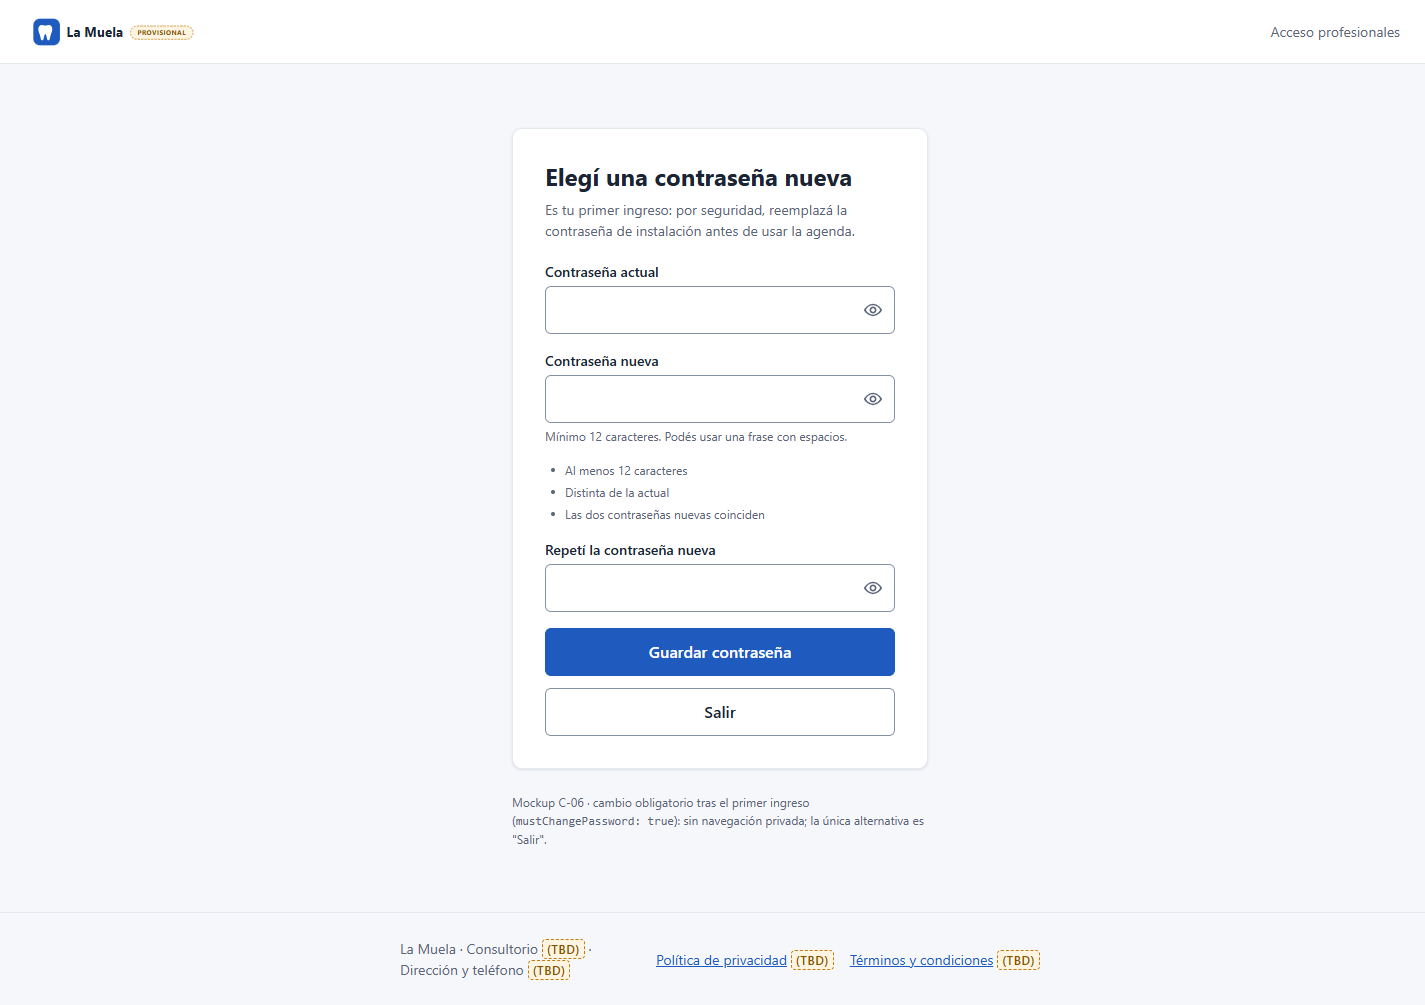 La Muela PROVISIONAL
Acceso profesionales
Elegí una contraseña nueva
Es tu primer ingreso: por seguridad, reemplazá la
contraseña de instalación antes de usar la agenda.
Contraseña actual
Contraseña nueva
Mínimo 12 caracteres. Podés usar una frase con espacios.
• Al menos 12 caracteres
• Distinta de la actual
• Las dos contraseñas nuevas coinciden
Repetí la contraseña nueva
Guardar contraseña
Salir
Mockup C-06 · cambio obligatorio tras el primer ingreso
(mustChangePassword: true): sin navegación privada; la única alternativa es
"Salir".
La Muela · Consultorio (TBD) ·
Dirección y teléfono (TBD)
Política de privacidad (TBD) Términos y condiciones (TBD)